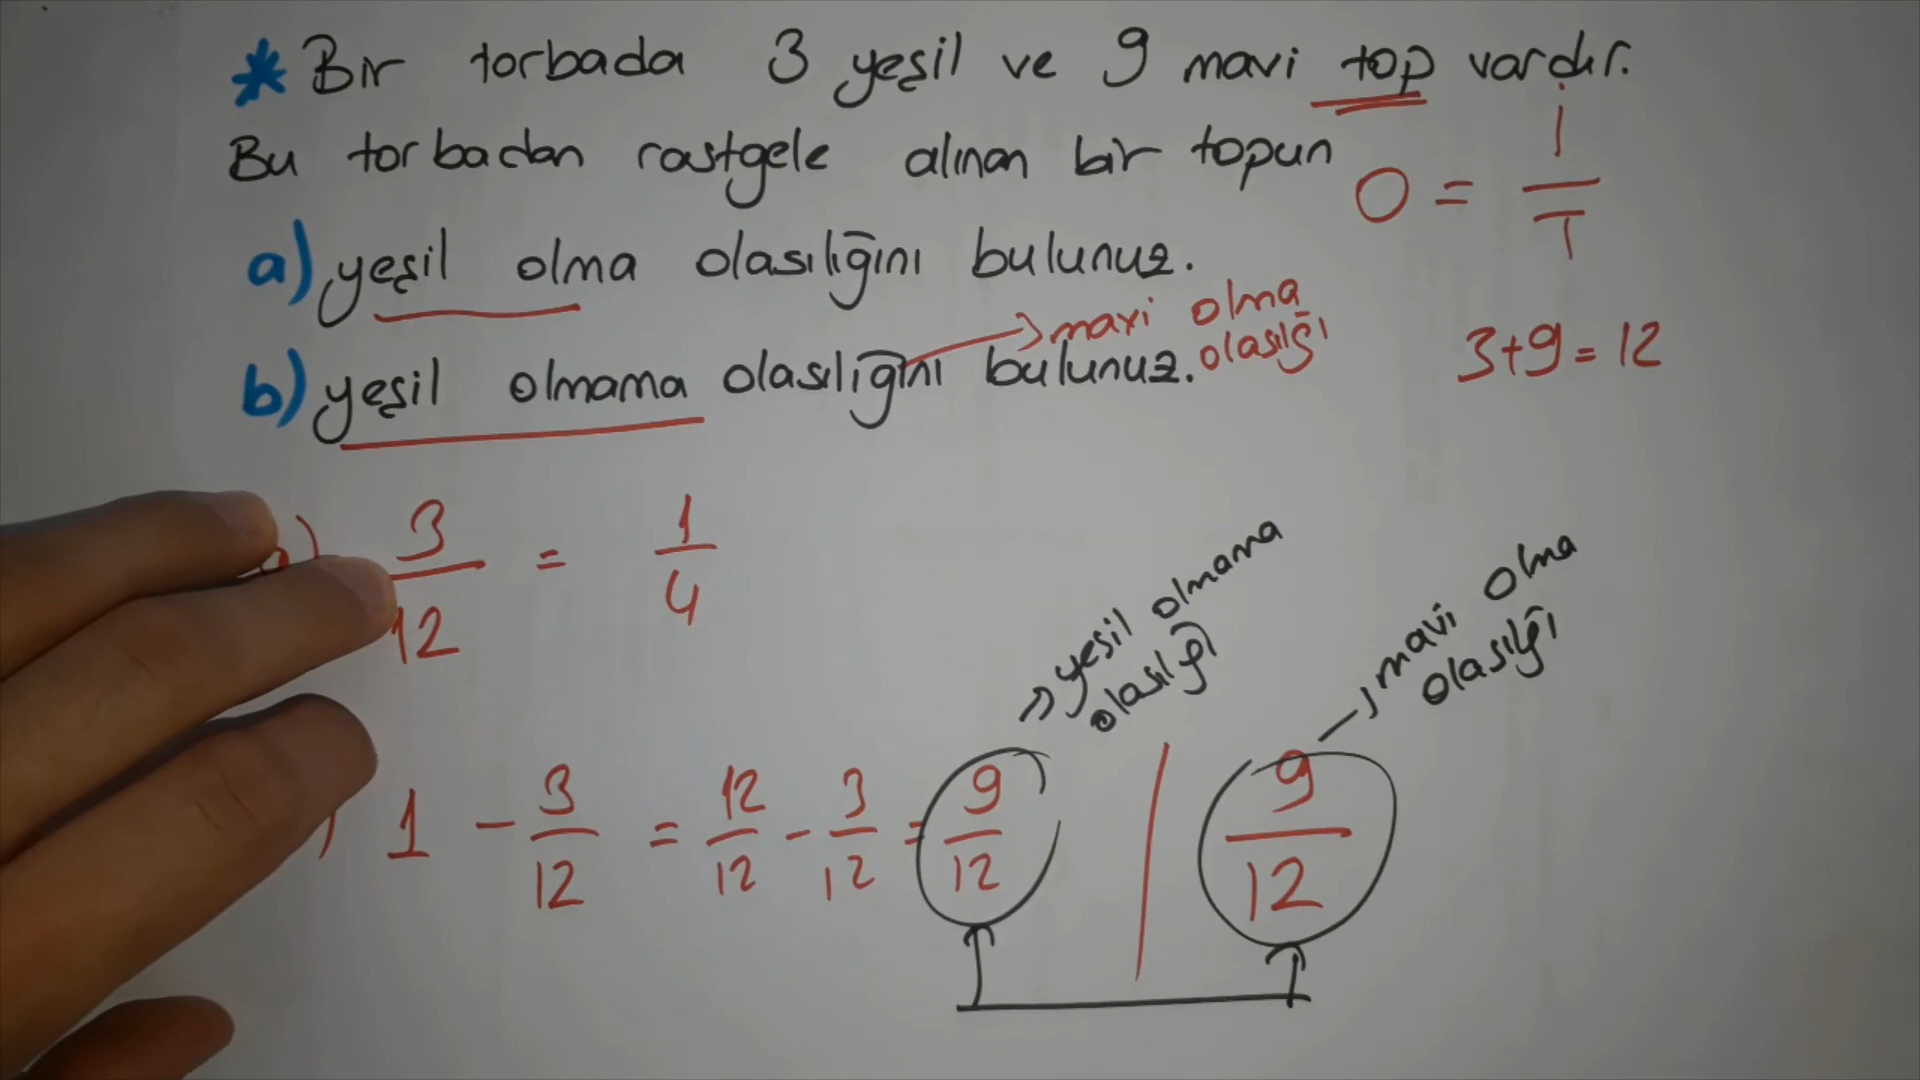 * Bir torbada 3 yeşil ve 9 mavi top vardır.
Bu torbadan rastgele alınan bir topun
O = i / T
a) yeşil olma olasılığını bulunuz.
→ mavi olma
olasılığı
3+9=12
b) yeşil olmama olasılığını bulunuz.
3/12 = 1/4
→ yeşil olmama
olasılığı
→ mavi olma
olasılığı
) 1 - 3/12 = 12/12 - 3/12 = 9/12 | 9/12